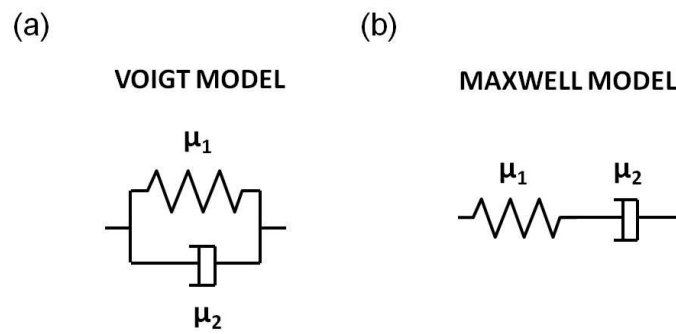 (a)
VOIGT MODEL
μ₁
μ₂
(b)
MAXWELL MODEL
μ₁
μ₂